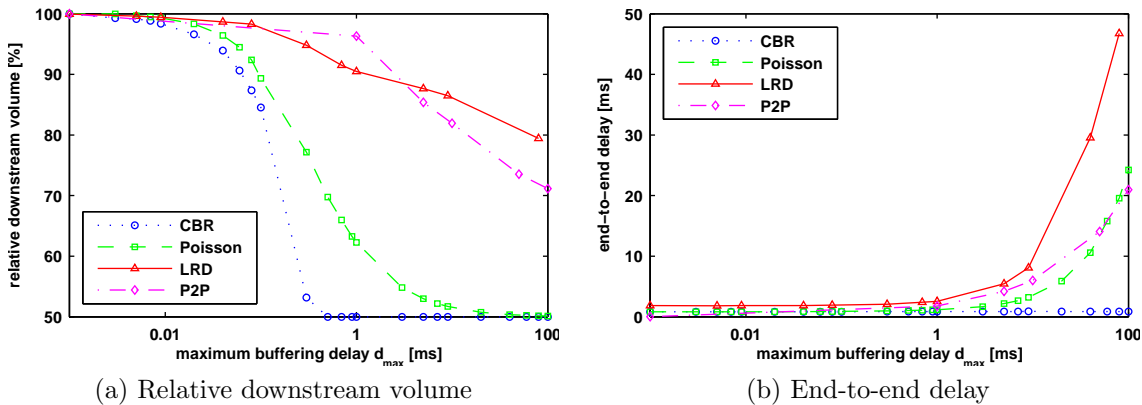 100
90
80
70
60
50
relative downstream volume [%]
CBR
Poisson
LRD
P2P
0.01
1
100
maximum buffering delay d_max [ms]
(a) Relative downstream volume
50
40
30
20
10
0
end-to-end delay [ms]
CBR
Poisson
LRD
P2P
0.01
1
100
maximum buffering delay d_max [ms]
(b) End-to-end delay